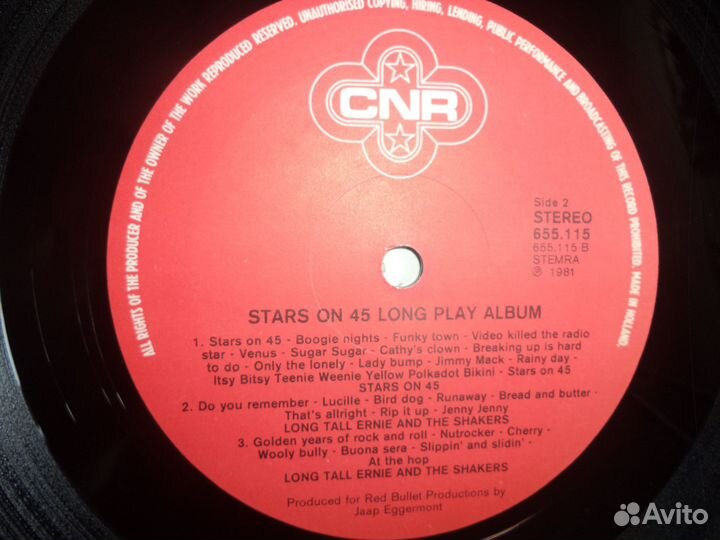 ALL RIGHTS OF THE PRODUCER AND OF THE OWNER OF THE WORK REPRODUCED RESERVED. UNAUTHORISED COPYING, HIRING, LENDING, PUBLIC PERFORMANCE AND BROADCASTING OF THIS RECORD PROHIBITED. MADE IN HOLLAND.
CNR
Side 2
STEREO
655.115
655.115 B
STEMRA
℗ 1981
STARS ON 45 LONG PLAY ALBUM
1. Stars on 45 - Boogie nights - Funky town - Video killed the radio
star - Venus - Sugar Sugar - Cathy's clown - Breaking up is hard
to do - Only the lonely - Lady bump - Jimmy Mack - Rainy day -
Itsy Bitsy Teenie Weenie Yellow Polkadot Bikini - Stars on 45
STARS ON 45
2. Do you remember - Lucille - Bird dog - Runaway - Bread and butter -
That's allright - Rip it up - Jenny Jenny
LONG TALL ERNIE AND THE SHAKERS
3. Golden years of rock and roll - Nutrocker - Cherry -
Wooly bully - Buona sera - Slippin' and slidin' -
At the hop
LONG TALL ERNIE AND THE SHAKERS
Produced for Red Bullet Productions by
Jaap Eggermont
Avito